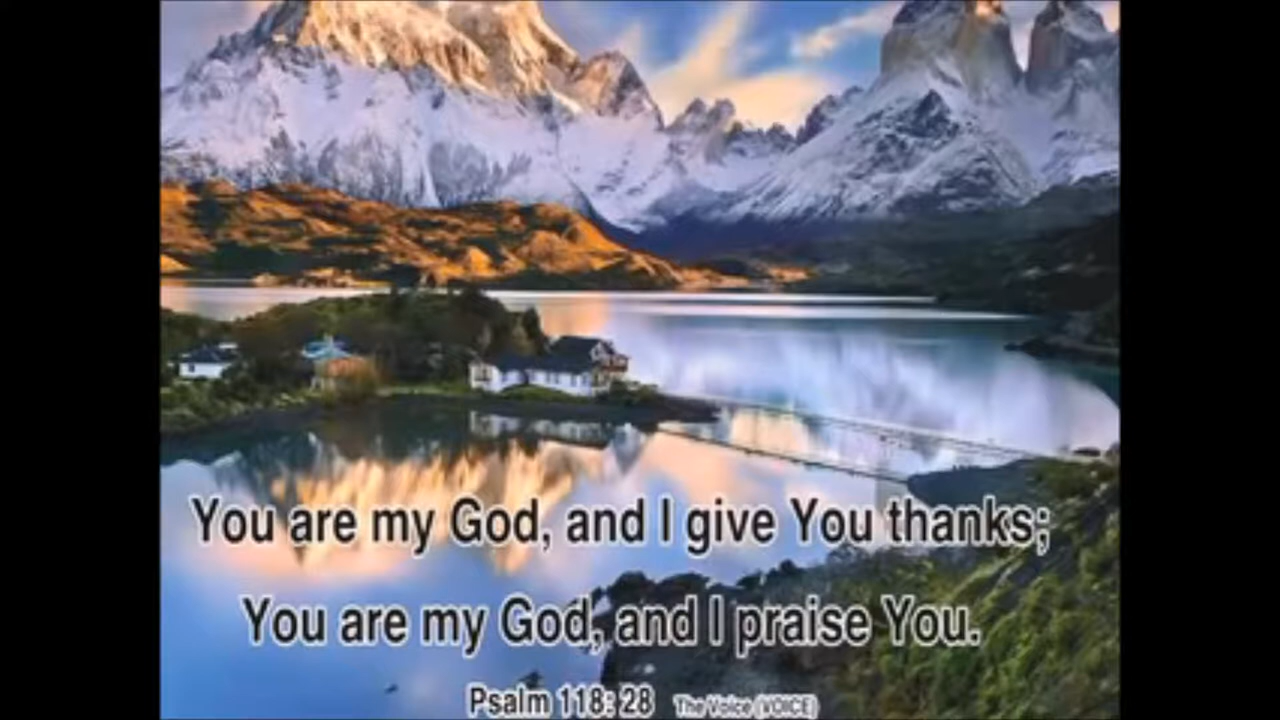 You are my God, and I give You thanks;
You are my God, and I praise You.
Psalm 118: 28 The Voice (VOICE)